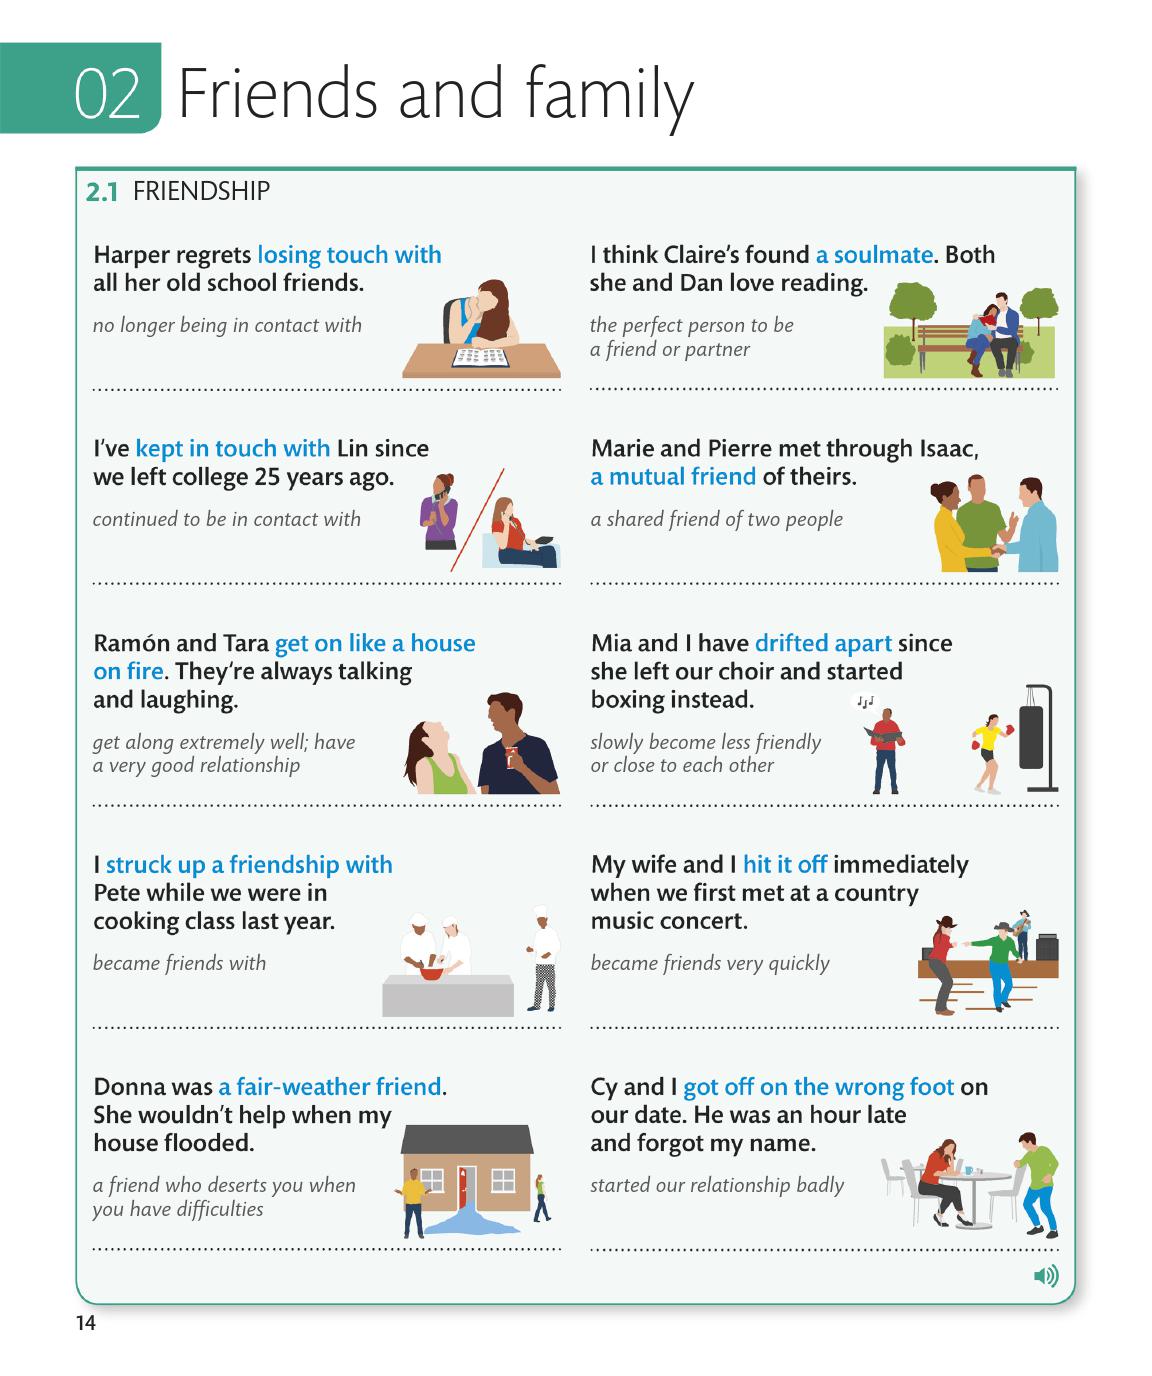 02 Friends and family
2.1 FRIENDSHIP
Harper regrets losing touch with
all her old school friends.
no longer being in contact with
I think Claire’s found a soulmate. Both
she and Dan love reading.
the perfect person to be
a friend or partner
I’ve kept in touch with Lin since
we left college 25 years ago.
continued to be in contact with
Marie and Pierre met through Isaac,
a mutual friend of theirs.
a shared friend of two people
Ramón and Tara get on like a house
on fire. They‘re always talking
and laughing.
get along extremely well; have
a very good relationship
Mia and I have drifted apart since
she left our choir and started
boxing instead.
slowly become less friendly
or close to each other
I struck up a friendship with
Pete while we were in
cooking class last year.
became friends with
My wife and I hit it off immediately
when we first met at a country
music concert.
became friends very quickly
Donna was a fair-weather friend.
She wouldn’t help when my
house flooded.
a friend who deserts you when
you have difficulties
Cy and I got off on the wrong foot on
our date. He was an hour late
and forgot my name.
started our relationship badly
14